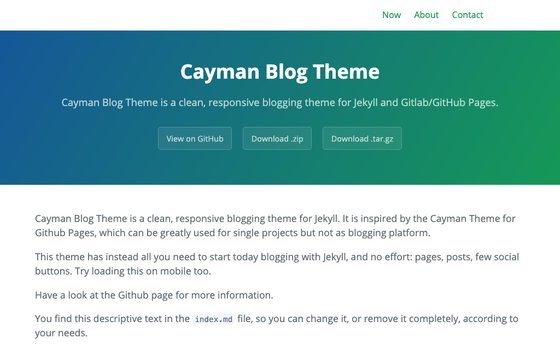 Now About Contact
Cayman Blog Theme
Cayman Blog Theme is a clean, responsive blogging theme for Jekyll and Gitlab/GitHub Pages.
View on GitHub Download .zip Download .tar.gz
Cayman Blog Theme is a clean, responsive blogging theme for Jekyll. It is inspired by the Cayman Theme for
Github Pages, which can be greatly used for single projects but not as blogging platform.
This theme has instead all you need to start today blogging with Jekyll, and no effort: pages, posts, few social
buttons. Try loading this on mobile too.
Have a look at the Github page for more information.
You find this descriptive text in the index.md file, so you can change it, or remove it completely, according to
your needs.